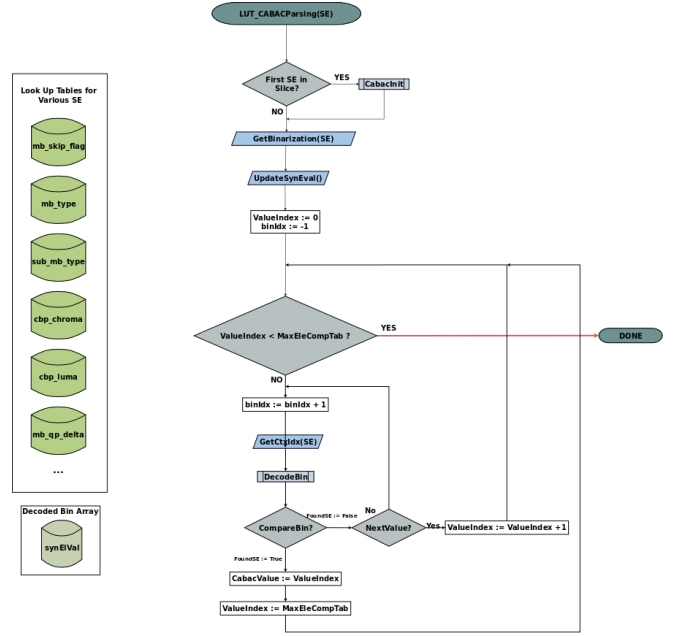 LUT_CABACParsing(SE)
First SE in
Slice?
YES
CabacInit
NO
GetBinarization(SE)
UpdateSynEval()
ValueIndex := 0
binIdx := -1
ValueIndex < MaxEleCompTab ?
YES
DONE
NO
binIdx := binIdx + 1
GetCtxIdx(SE)
DecodeBin
CompareBin?
FoundSE := False
No
NextValue?
Yes
ValueIndex := ValueIndex +1
FoundSE := True
CabacValue := ValueIndex
ValueIndex := MaxEleCompTab
Look Up Tables for
Various SE
mb_skip_flag
mb_type
sub_mb_type
cbp_chroma
cbp_luma
mb_qp_delta
...
Decoded Bin Array
synElVal